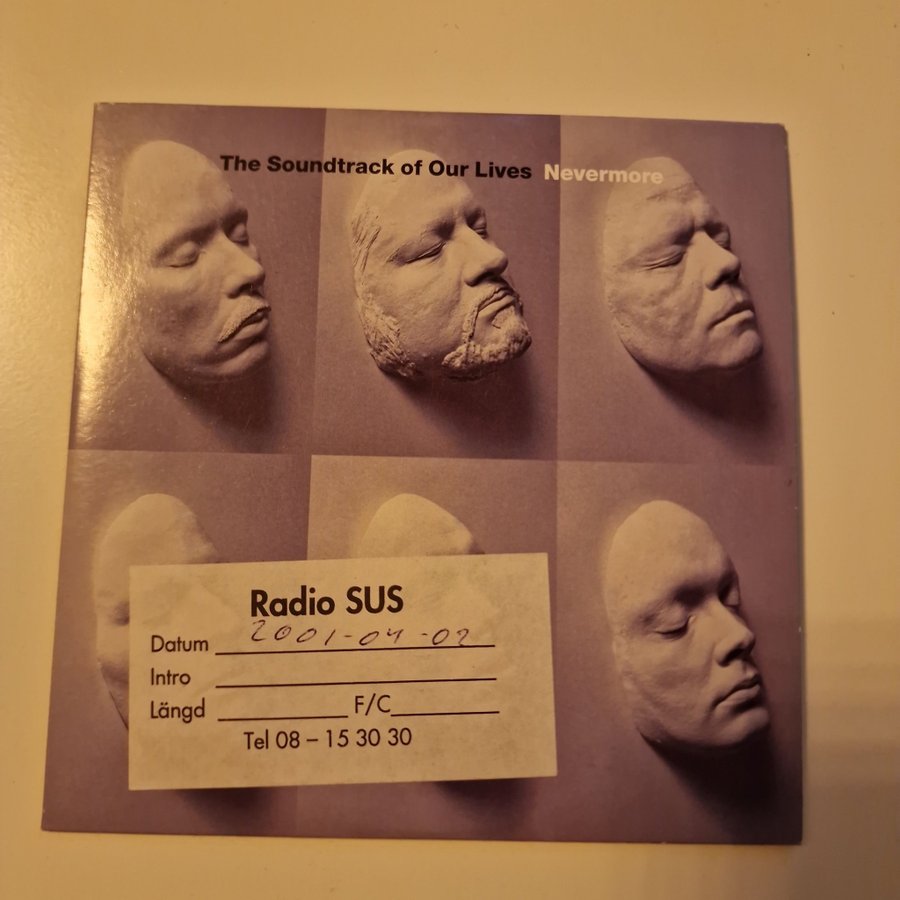 The Soundtrack of Our Lives Nevermore
Radio SUS
Datum 2001-04-02
Intro
Längd F/C
Tel 08 – 15 30 30